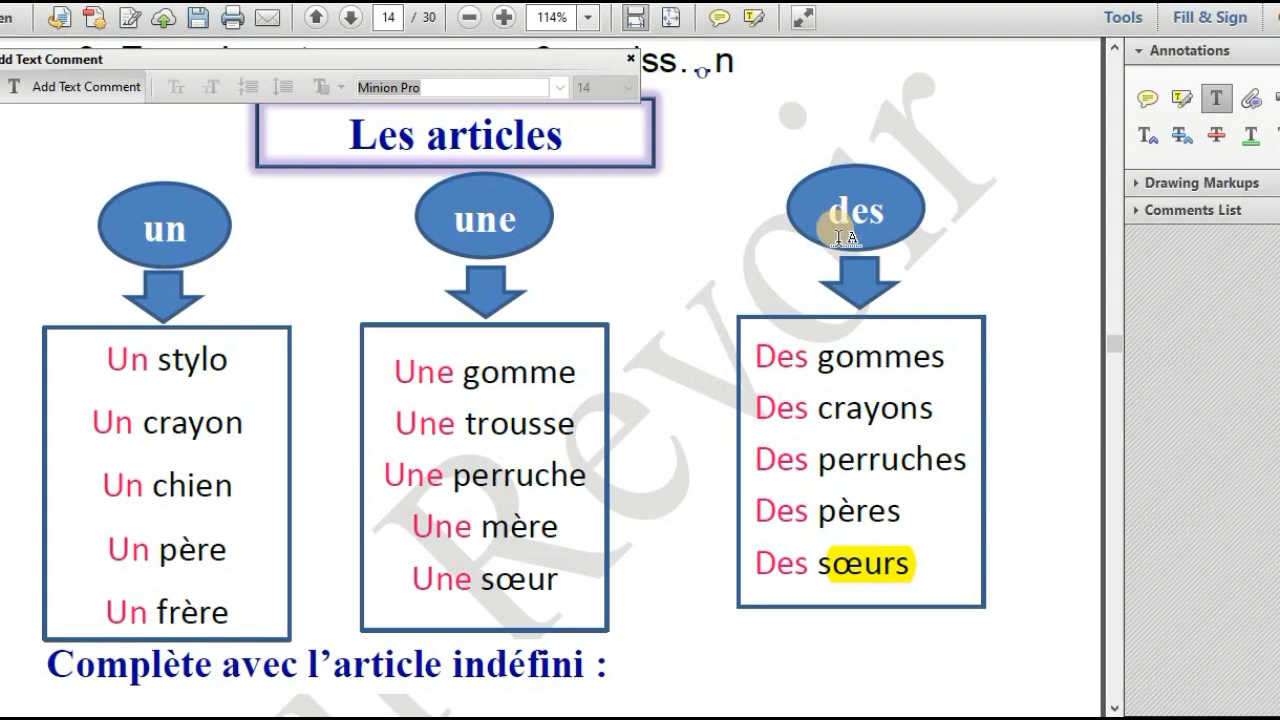 14 / 30
114%
Tools
Fill & Sign
dd Text Comment
Add Text Comment
Minion Pro
14
Annotations
Drawing Markups
Comments List
iss...n
o
Les articles
un
une
des
Un stylo
Un crayon
Un chien
Un père
Un frère
Une gomme
Une trousse
Une perruche
Une mère
Une sœur
Des gommes
Des crayons
Des perruches
Des pères
Des sœurs
Complète avec l’article indéfini :
Revoir